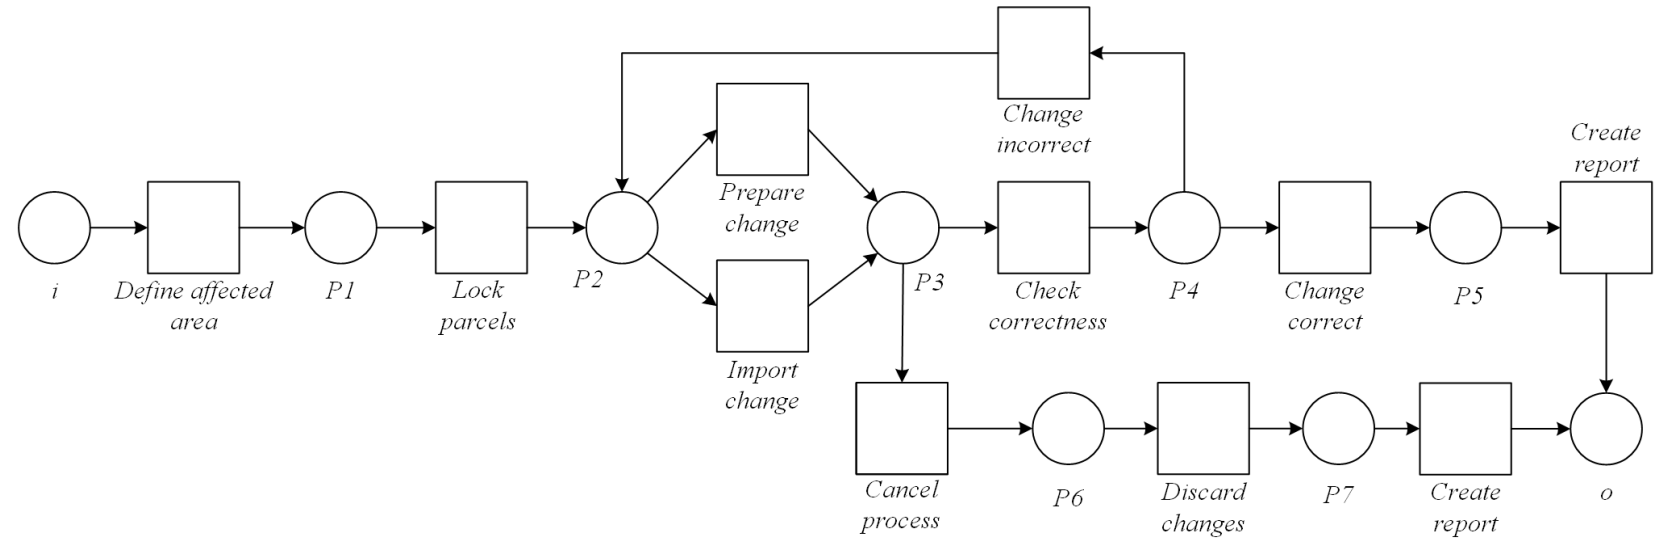 Change
incorrect
Create
report
Prepare
change
i
Define affected
area
P1
Lock
parcels
P2
P3
Check
correctness
P4
Change
correct
P5
Import
change
Cancel
process
P6
Discard
changes
P7
Create
report
o